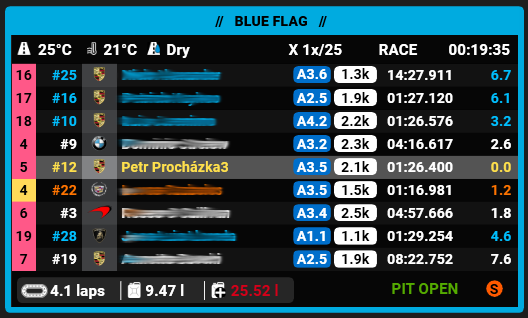 // BLUE FLAG //
25°C 21°C Dry X 1x/25 RACE 00:19:35
16 #25 A3.6 1.3k 14:27.911 6.7
17 #16 A2.5 1.9k 01:27.120 6.1
18 #10 A4.2 2.2k 01:26.576 3.2
4 #9 A3.2 2.3k 04:16.617 2.6
5 #12 Petr Procházka3 A3.5 2.1k 01:26.400 0.0
4 #22 A3.5 1.5k 01:16.981 1.2
6 #3 A3.4 2.5k 04:57.666 1.8
19 #28 A1.1 1.1k 01:29.254 4.6
7 #19 A2.5 1.9k 08:22.752 7.6
4.1 laps 9.47 l 25.52 l PIT OPEN S